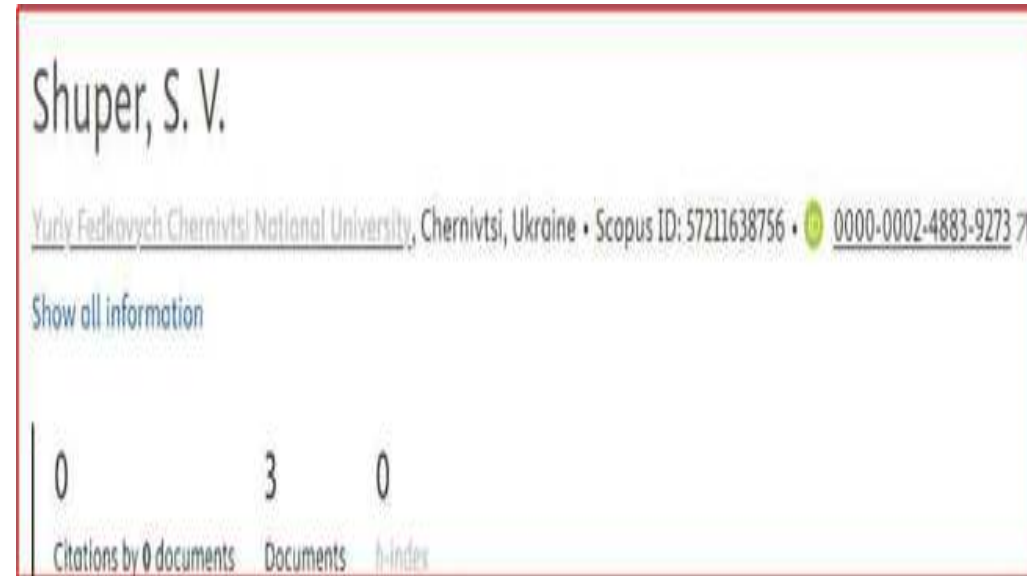 Shuper, S. V.
Yuriy Fedkovych Chernivtsi National University, Chernivtsi, Ukraine • Scopus ID: 57211638756 • iD 0000-0002-4883-9273
Show all information
0 3 0
Citations by 0 documents Documents h-index